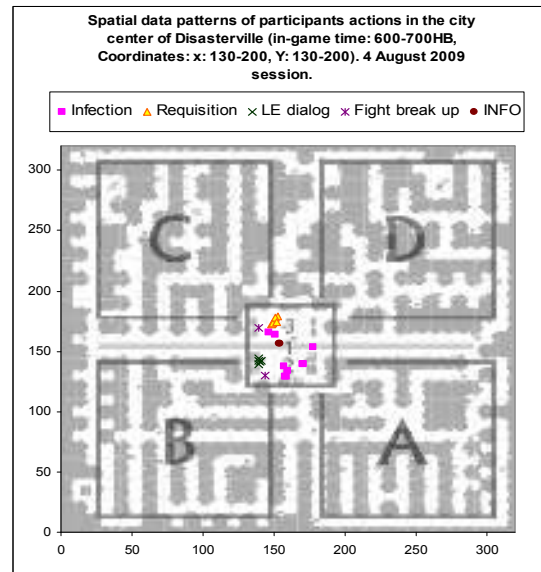 Spatial data patterns of participants actions in the city
center of Disasterville (in-game time: 600-700HB,
Coordinates: x: 130-200, Y: 130-200). 4 August 2009
session.
Infection Requisition LE dialog Fight break up INFO
300
250
C D
200
150
100
B A
50
0
0 50 100 150 200 250 300